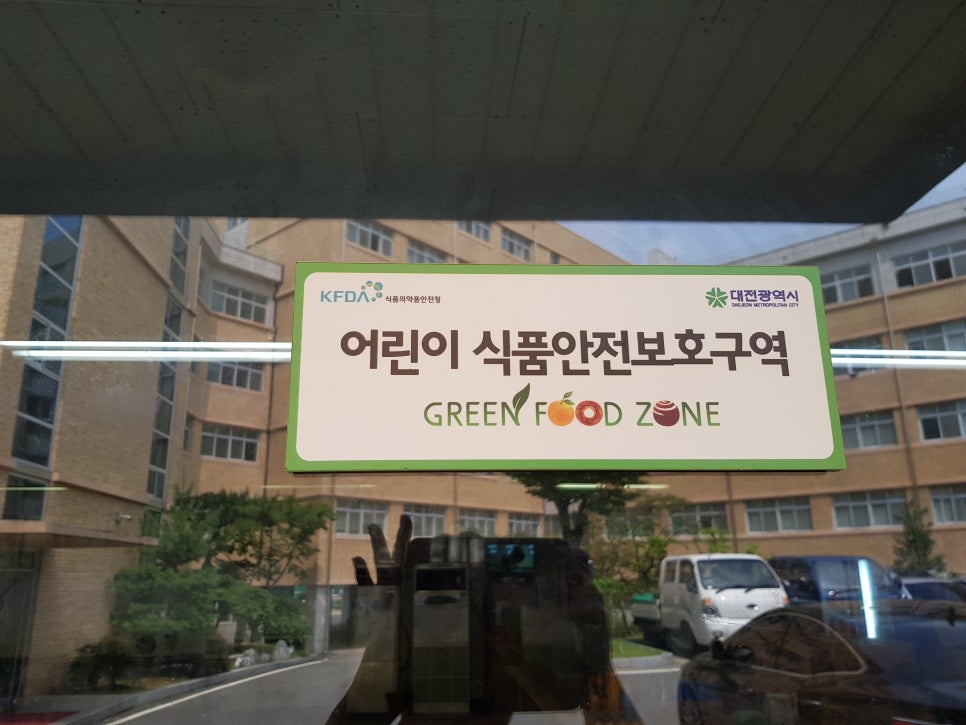 KFDA 식품의약품안전청
대전광역시
DAEJEON METROPOLITAN CITY
어린이 식품안전보호구역
GREEN FOOD ZONE